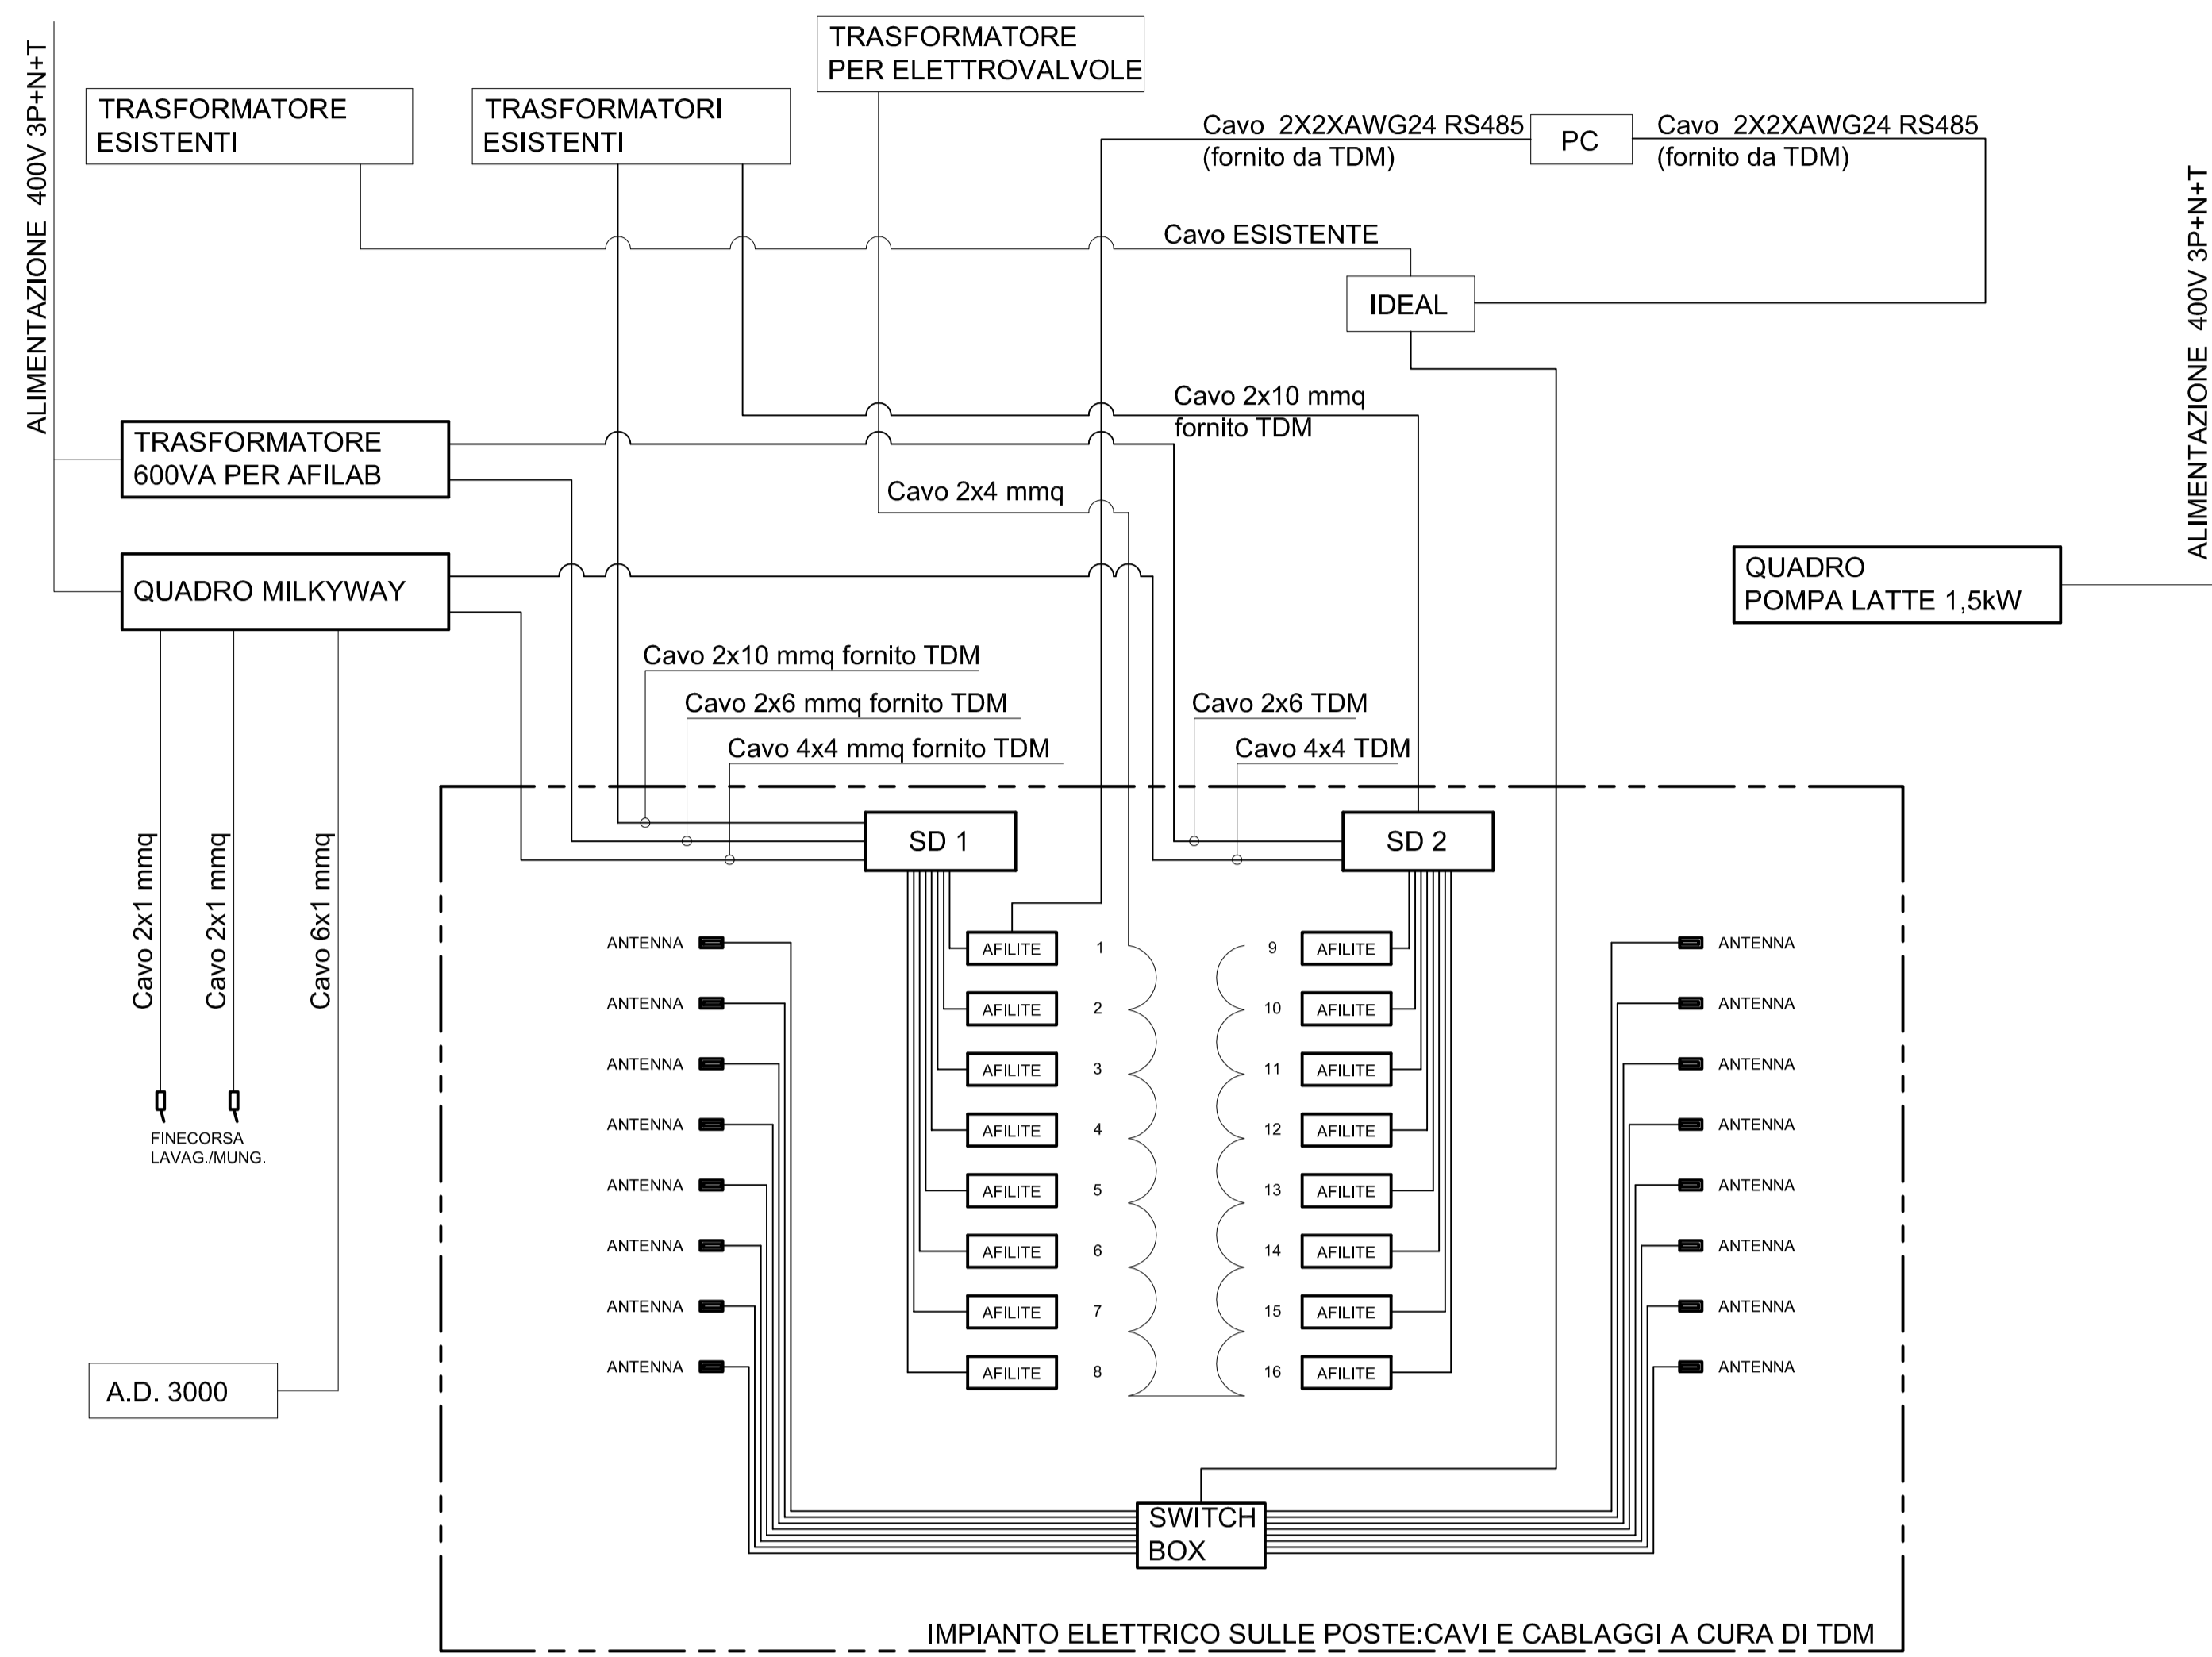 ALIMENTAZIONE 400V 3P+N+T
TRASFORMATORE
ESISTENTI
TRASFORMATORI
ESISTENTI
TRASFORMATORE
PER ELETTROVALVOLE
Cavo 2X2XAWG24 RS485
(fornito da TDM)
PC
Cavo 2X2XAWG24 RS485
(fornito da TDM)
ALIMENTAZIONE 400V 3P+N+T
Cavo ESISTENTE
IDEAL
Cavo 2x10 mmq
fornito TDM
TRASFORMATORE
600VA PER AFILAB
Cavo 2x4 mmq
QUADRO MILKYWAY
QUADRO
POMPA LATTE 1,5kW
Cavo 2x10 mmq fornito TDM
Cavo 2x6 mmq fornito TDM
Cavo 4x4 mmq fornito TDM
Cavo 2x6 TDM
Cavo 4x4 TDM
Cavo 2x1 mmq
Cavo 2x1 mmq
Cavo 6x1 mmq
SD 1
SD 2
ANTENNA AFILITE 1 9 AFILITE ANTENNA
ANTENNA AFILITE 2 10 AFILITE ANTENNA
ANTENNA AFILITE 3 11 AFILITE ANTENNA
ANTENNA AFILITE 4 12 AFILITE ANTENNA
ANTENNA AFILITE 5 13 AFILITE ANTENNA
ANTENNA AFILITE 6 14 AFILITE ANTENNA
ANTENNA AFILITE 7 15 AFILITE ANTENNA
ANTENNA AFILITE 8 16 AFILITE ANTENNA
FINECORSA
LAVAG./MUNG.
A.D. 3000
SWITCH
BOX
IMPIANTO ELETTRICO SULLE POSTE:CAVI E CABLAGGI A CURA DI TDM